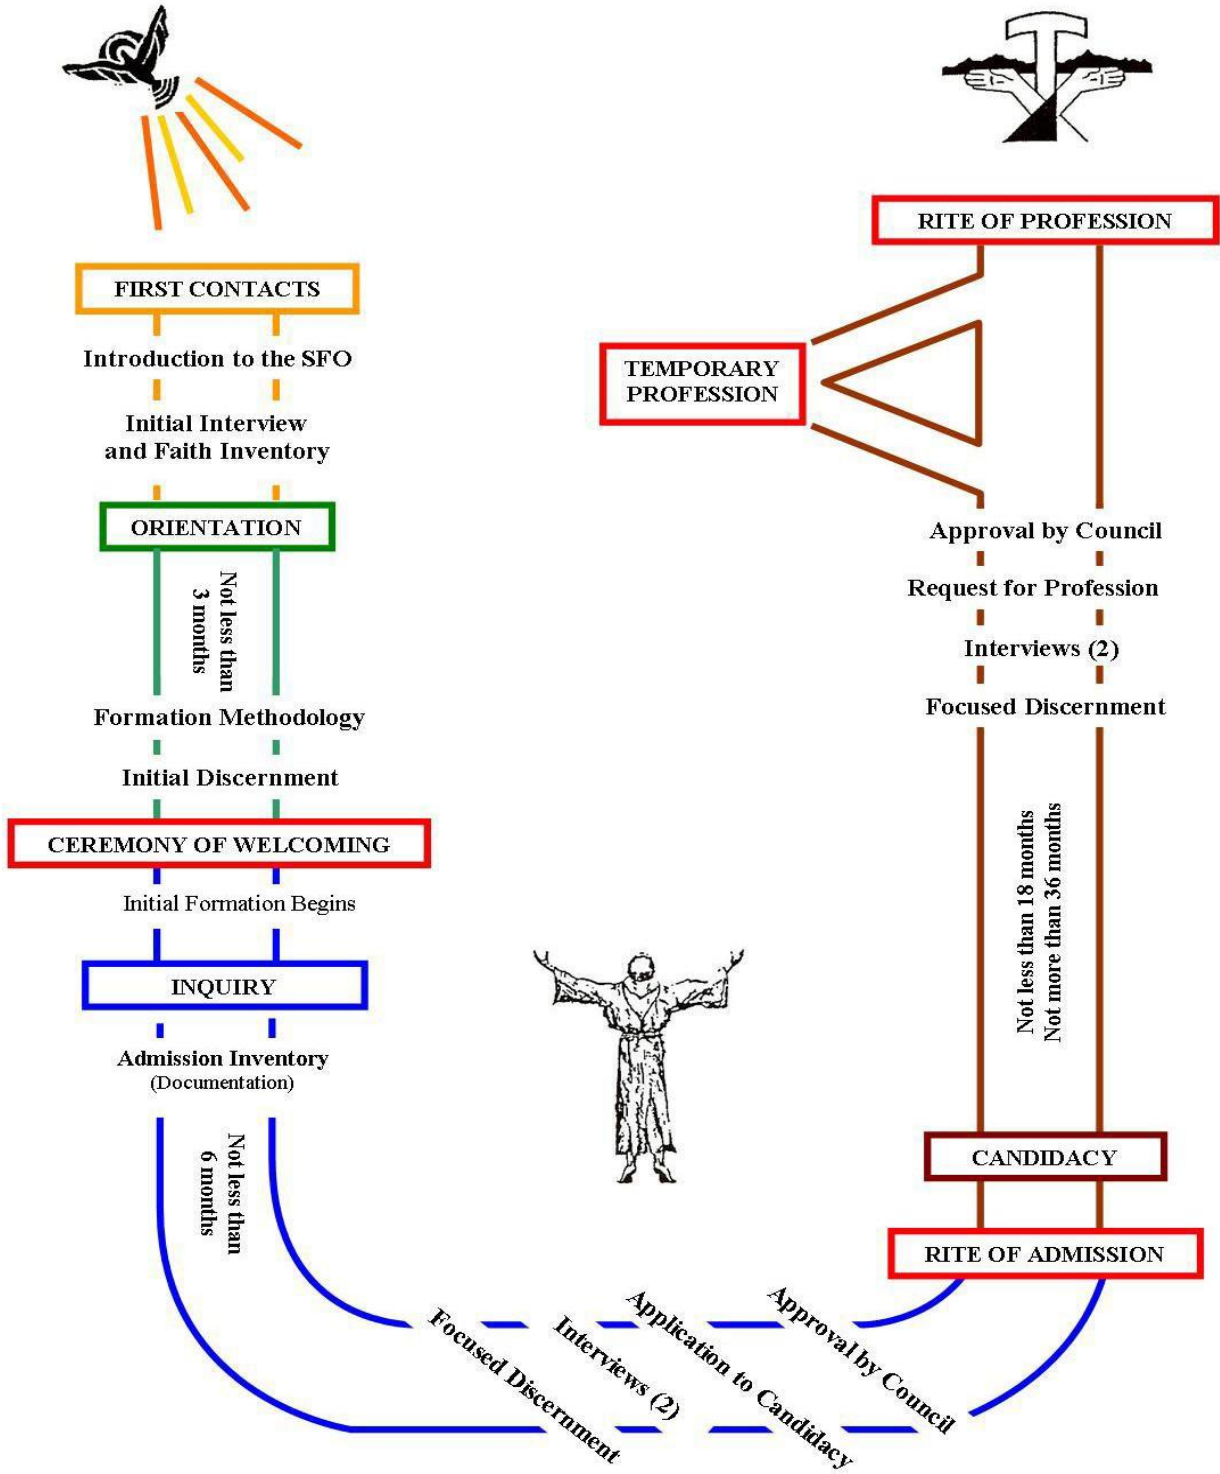 FIRST CONTACTS
Introduction to the SFO
Initial Interview
and Faith Inventory
ORIENTATION
Not less than
3 months
Formation Methodology
Initial Discernment
CEREMONY OF WELCOMING
Initial Formation Begins
INQUIRY
Admission Inventory
(Documentation)
Not less than
6 months
Focused Discernment
Interviews (2)
Application to Candidacy
Approval by Council
RITE OF ADMISSION
CANDIDACY
Not less than 18 months
Not more than 36 months
Focused Discernment
Interviews (2)
Request for Profession
Approval by Council
TEMPORARY
PROFESSION
RITE OF PROFESSION